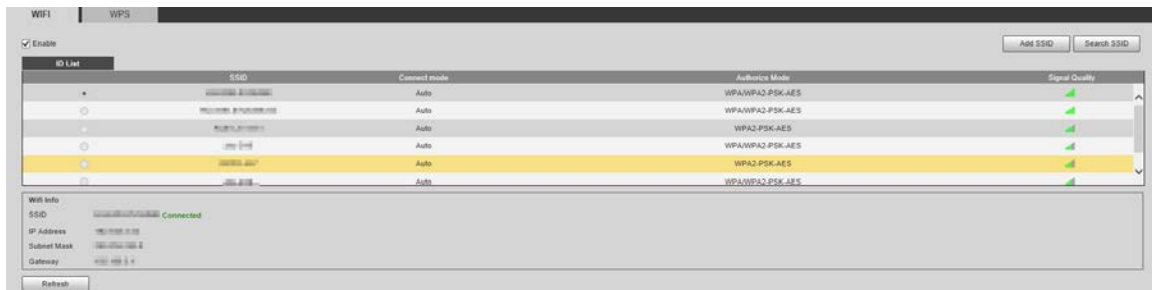 WIFI WPS
Enable Add SSID Search SSID
ID List
SSID Connect mode Authorize Mode Signal Quality
Auto WPA/WPA2-PSK-AES
Auto WPA/WPA2-PSK-AES
Auto WPA2-PSK-AES
Auto WPA/WPA2-PSK-AES
Auto WPA2-PSK-AES
Auto WPA/WPA2-PSK-AES
Wifi Info
SSID Connected
IP Address
Subnet Mask
Gateway
Refresh